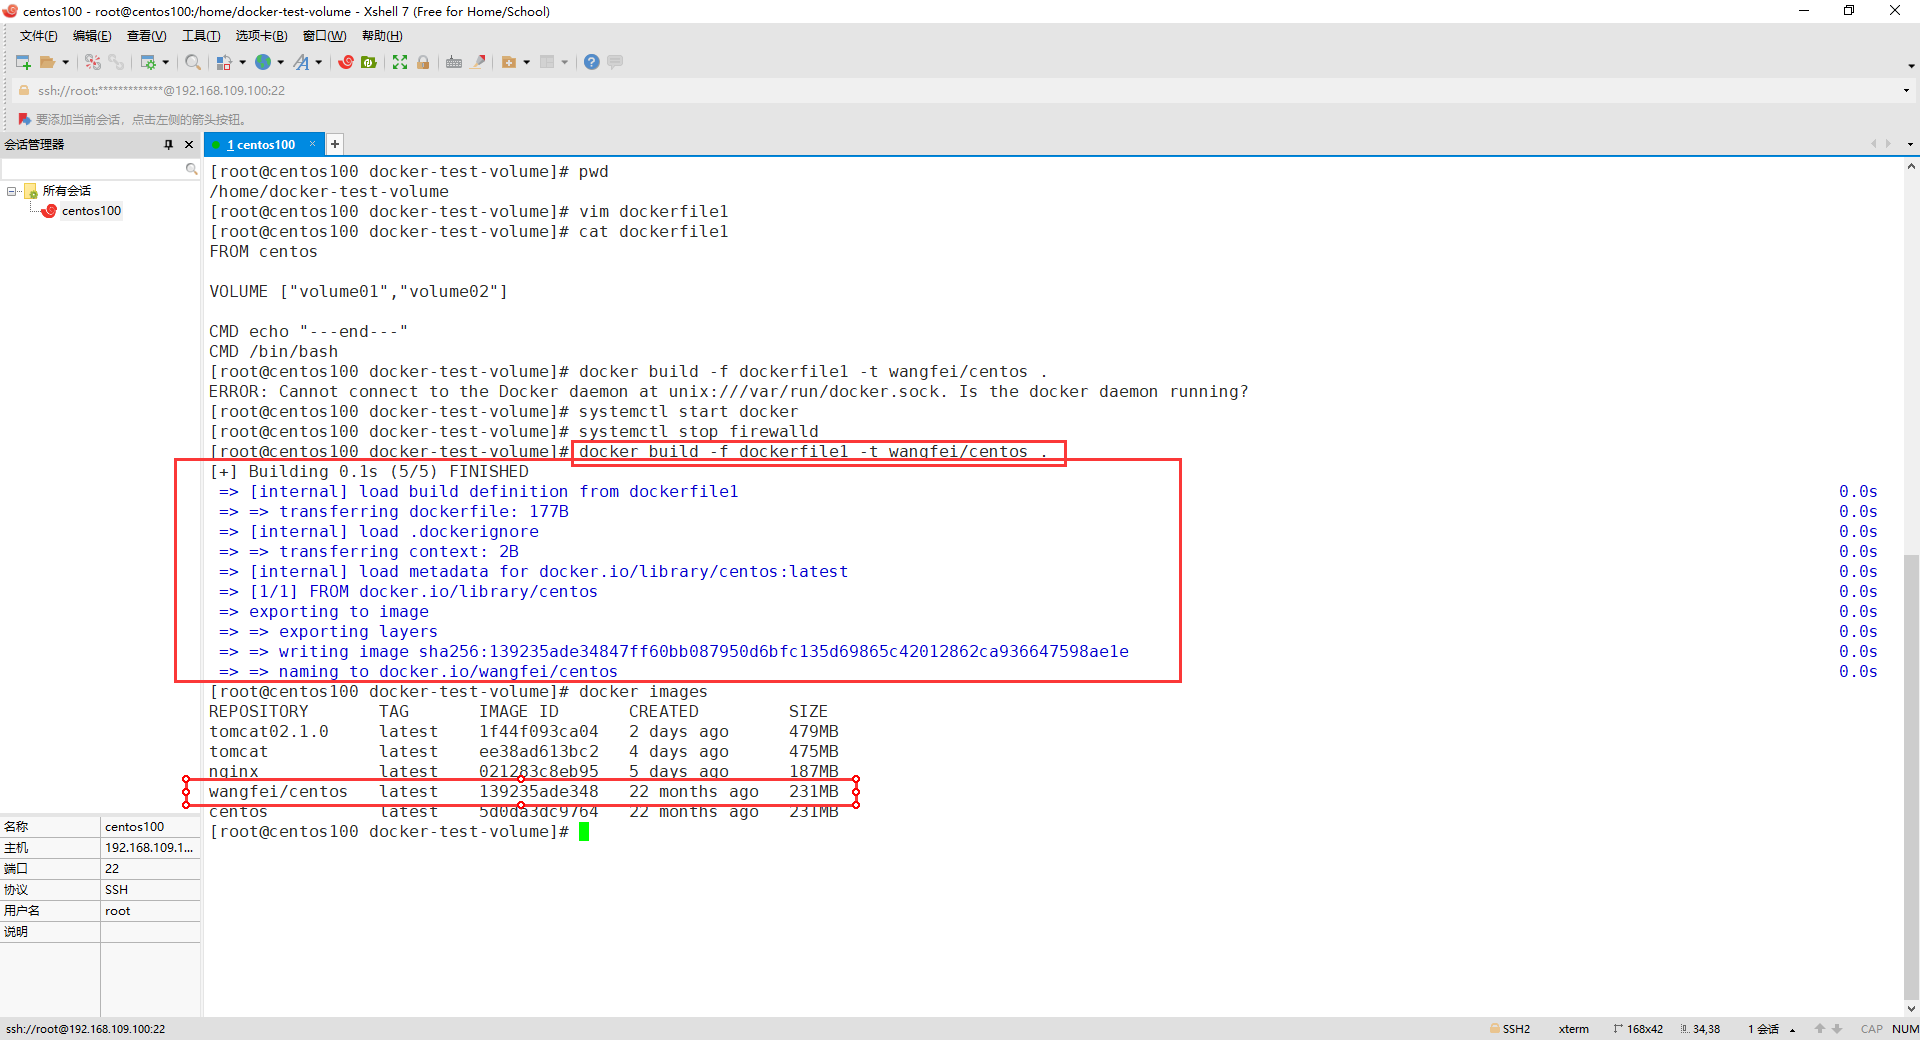 centos100 - root@centos100:/home/docker-test-volume - Xshell 7 (Free for Home/School)
文件(F) 编辑(E) 查看(V) 工具(T) 选项卡(B) 窗口(W) 帮助(H)
ssh://root:*************@192.168.109.100:22
要添加当前会话，点击左侧的箭头按钮。
会话管理器
1 centos100
所有会话
centos100
[root@centos100 docker-test-volume]# pwd
/home/docker-test-volume
[root@centos100 docker-test-volume]# vim dockerfile1
[root@centos100 docker-test-volume]# cat dockerfile1
FROM centos
VOLUME ["volume01","volume02"]
CMD echo "---end---"
CMD /bin/bash
[root@centos100 docker-test-volume]# docker build -f dockerfile1 -t wangfei/centos .
ERROR: Cannot connect to the Docker daemon at unix:///var/run/docker.sock. Is the docker daemon running?
[root@centos100 docker-test-volume]# systemctl start docker
[root@centos100 docker-test-volume]# systemctl stop firewalld
[root@centos100 docker-test-volume]# docker build -f dockerfile1 -t wangfei/centos .
[+] Building 0.1s (5/5) FINISHED
=> [internal] load build definition from dockerfile1 0.0s
=> => transferring dockerfile: 177B 0.0s
=> [internal] load .dockerignore 0.0s
=> => transferring context: 2B 0.0s
=> [internal] load metadata for docker.io/library/centos:latest 0.0s
=> [1/1] FROM docker.io/library/centos 0.0s
=> exporting to image 0.0s
=> => exporting layers 0.0s
=> => writing image sha256:139235ade34847ff60bb087950d6bfc135d69865c42012862ca936647598ae1e 0.0s
=> => naming to docker.io/wangfei/centos 0.0s
[root@centos100 docker-test-volume]# docker images
REPOSITORY TAG IMAGE ID CREATED SIZE
tomcat02.1.0 latest 1f44f093ca04 2 days ago 479MB
tomcat latest ee38ad613bc2 4 days ago 475MB
nginx latest 021283c8eb95 5 days ago 187MB
wangfei/centos latest 139235ade348 22 months ago 231MB
centos latest 5d0da3dc9764 22 months ago 231MB
[root@centos100 docker-test-volume]#
名称 centos100
主机 192.168.109.1...
端口 22
协议 SSH
用户名 root
说明
ssh://root@192.168.109.100:22 SSH2 xterm 168x42 34,38 1 会话 CAP NUM